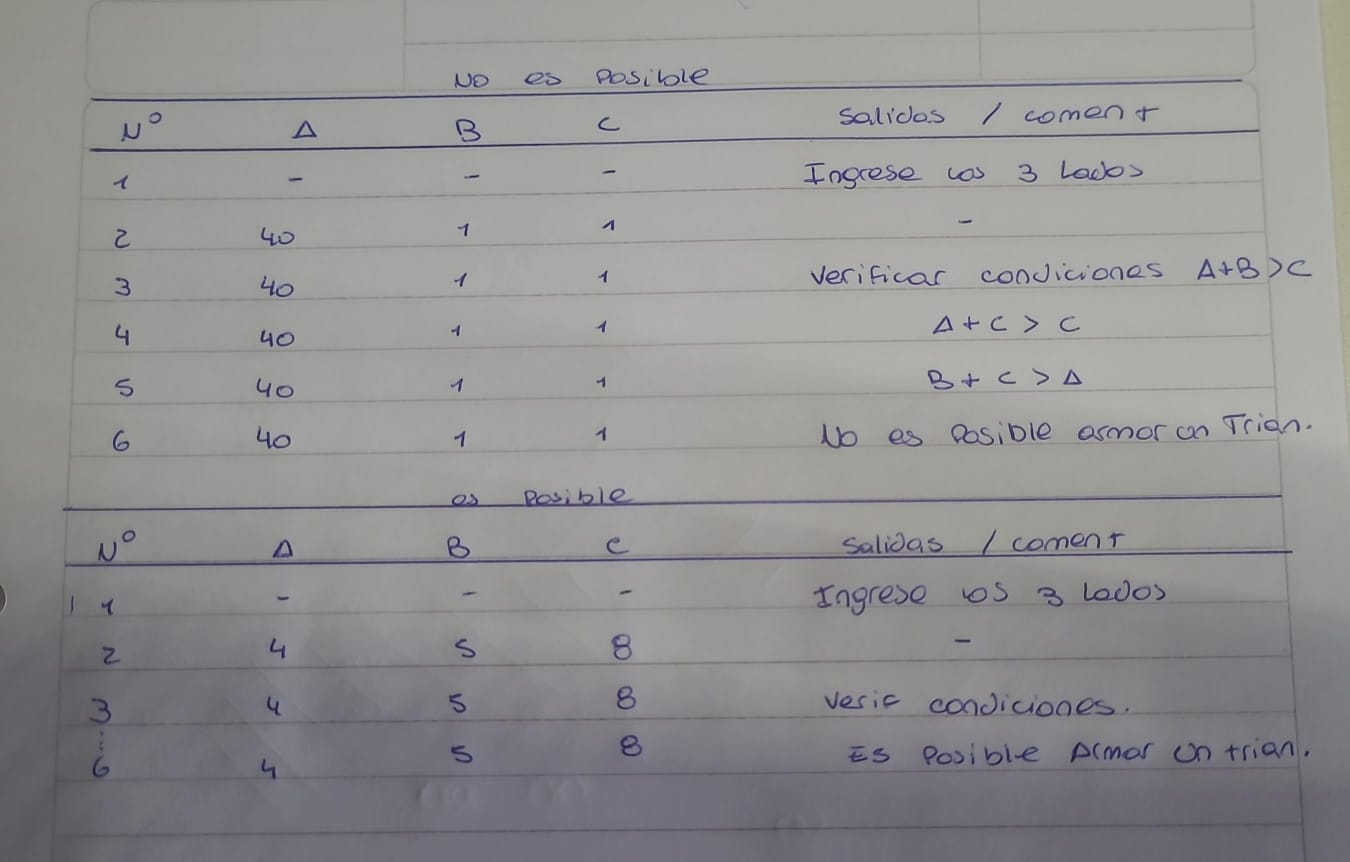 No es Posible
Nº A B C Salidas / coment
1 - - - Ingrese los 3 Lados
2 40 1 1 -
3 40 1 1 Verificar condiciones A+B>C
4 40 1 1 A+C > C
5 40 1 1 B+C > A
6 40 1 1 No es Posible armar un Trian.
es Posible
Nº A B C Salidas / coment
1 - - - Ingrese los 3 lados
2 4 5 8 -
3 4 5 8 Verif condiciones.
...
6 4 5 8 Es Posible Armar un trian.